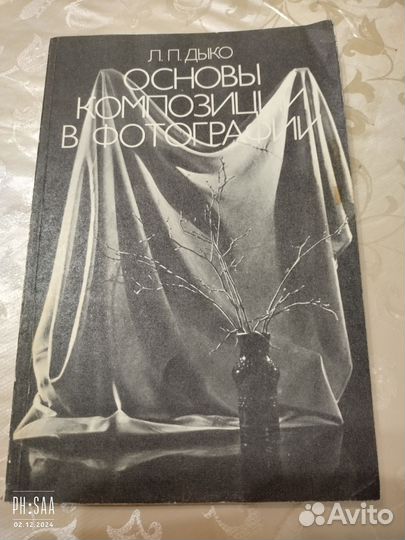 Л. П. ДЫКО
ОСНОВЫ
КОМПОЗИЦИИ
В ФОТОГРАФИИ
PH:SAA
02.12.2024
Avito